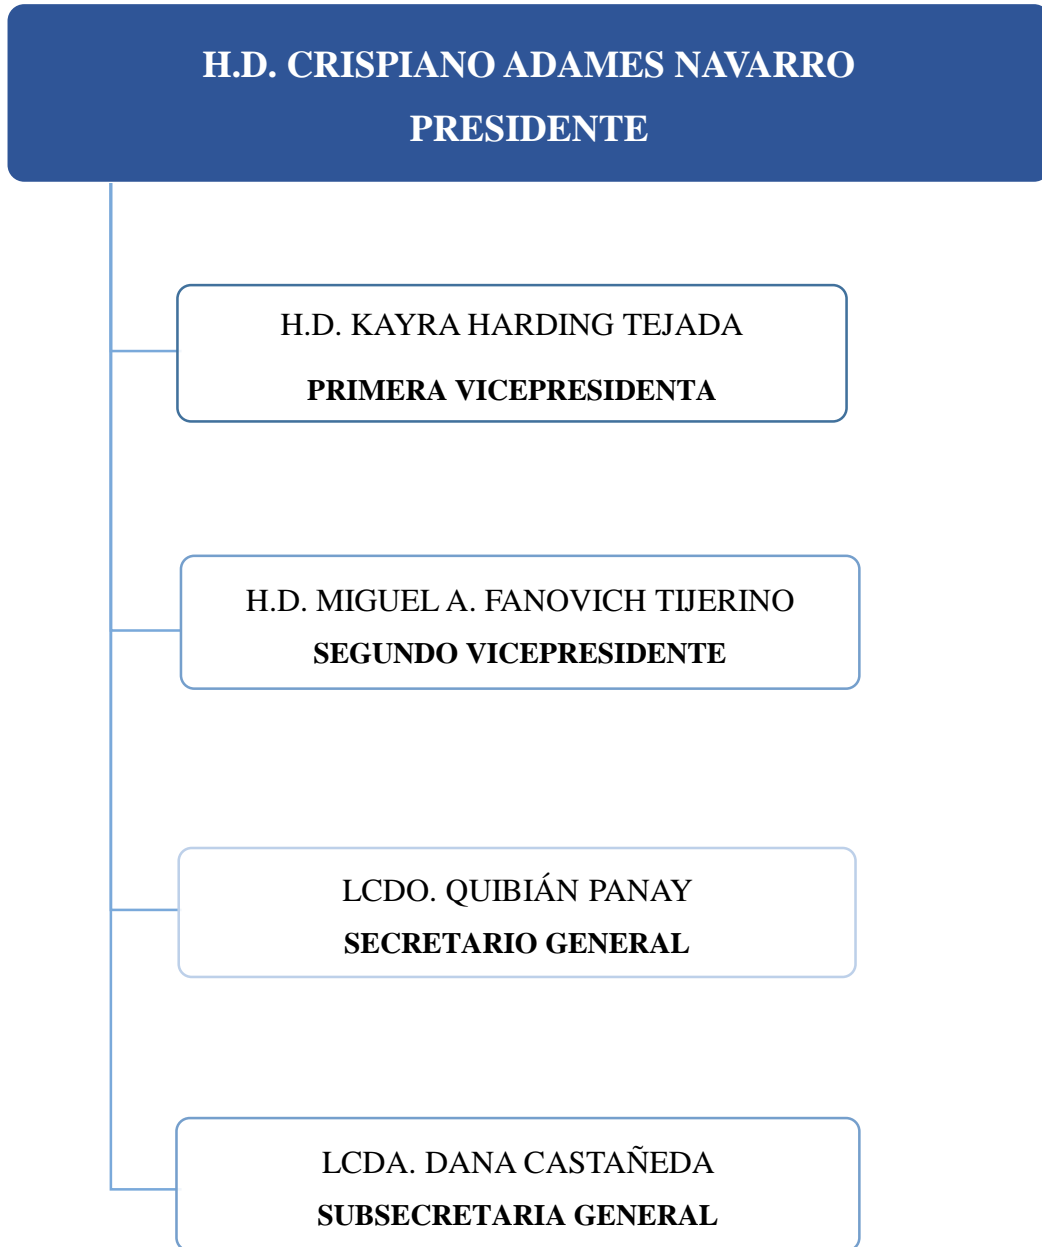 H.D. CRISPIANO ADAMES NAVARRO
PRESIDENTE
H.D. KAYRA HARDING TEJADA
PRIMERA VICEPRESIDENTA
H.D. MIGUEL A. FANOVICH TIJERINO
SEGUNDO VICEPRESIDENTE
LCDO. QUIBIÁN PANAY
SECRETARIO GENERAL
LCDA. DANA CASTAÑEDA
SUBSECRETARIA GENERAL